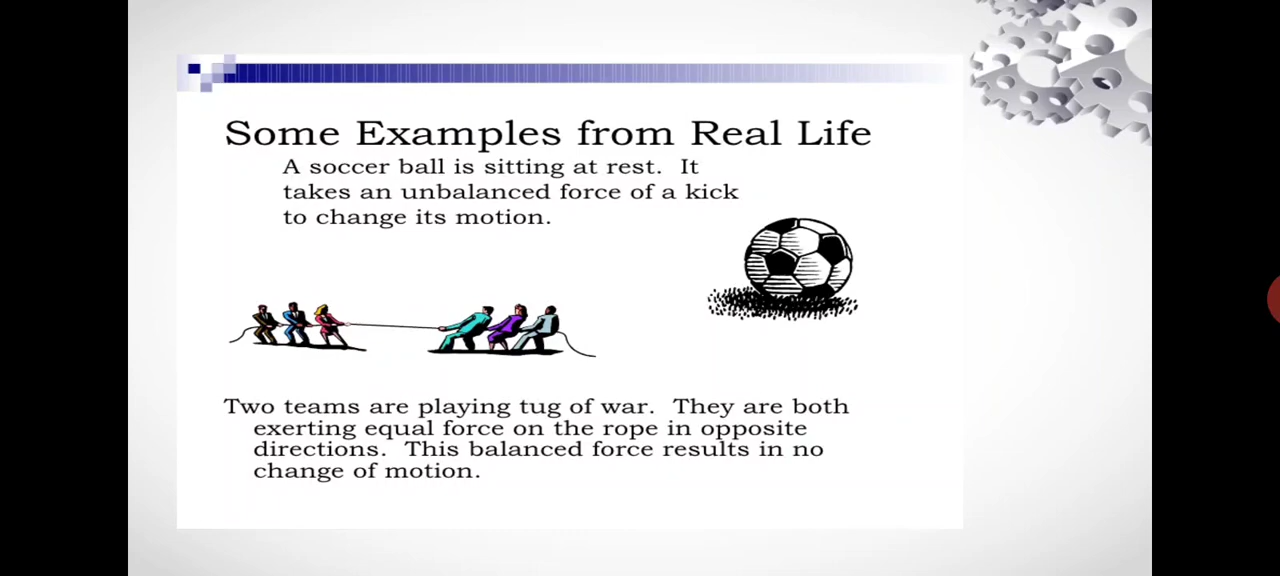 Some Examples from Real Life
A soccer ball is sitting at rest. It
takes an unbalanced force of a kick
to change its motion.
Two teams are playing tug of war. They are both
exerting equal force on the rope in opposite
directions. This balanced force results in no
change of motion.